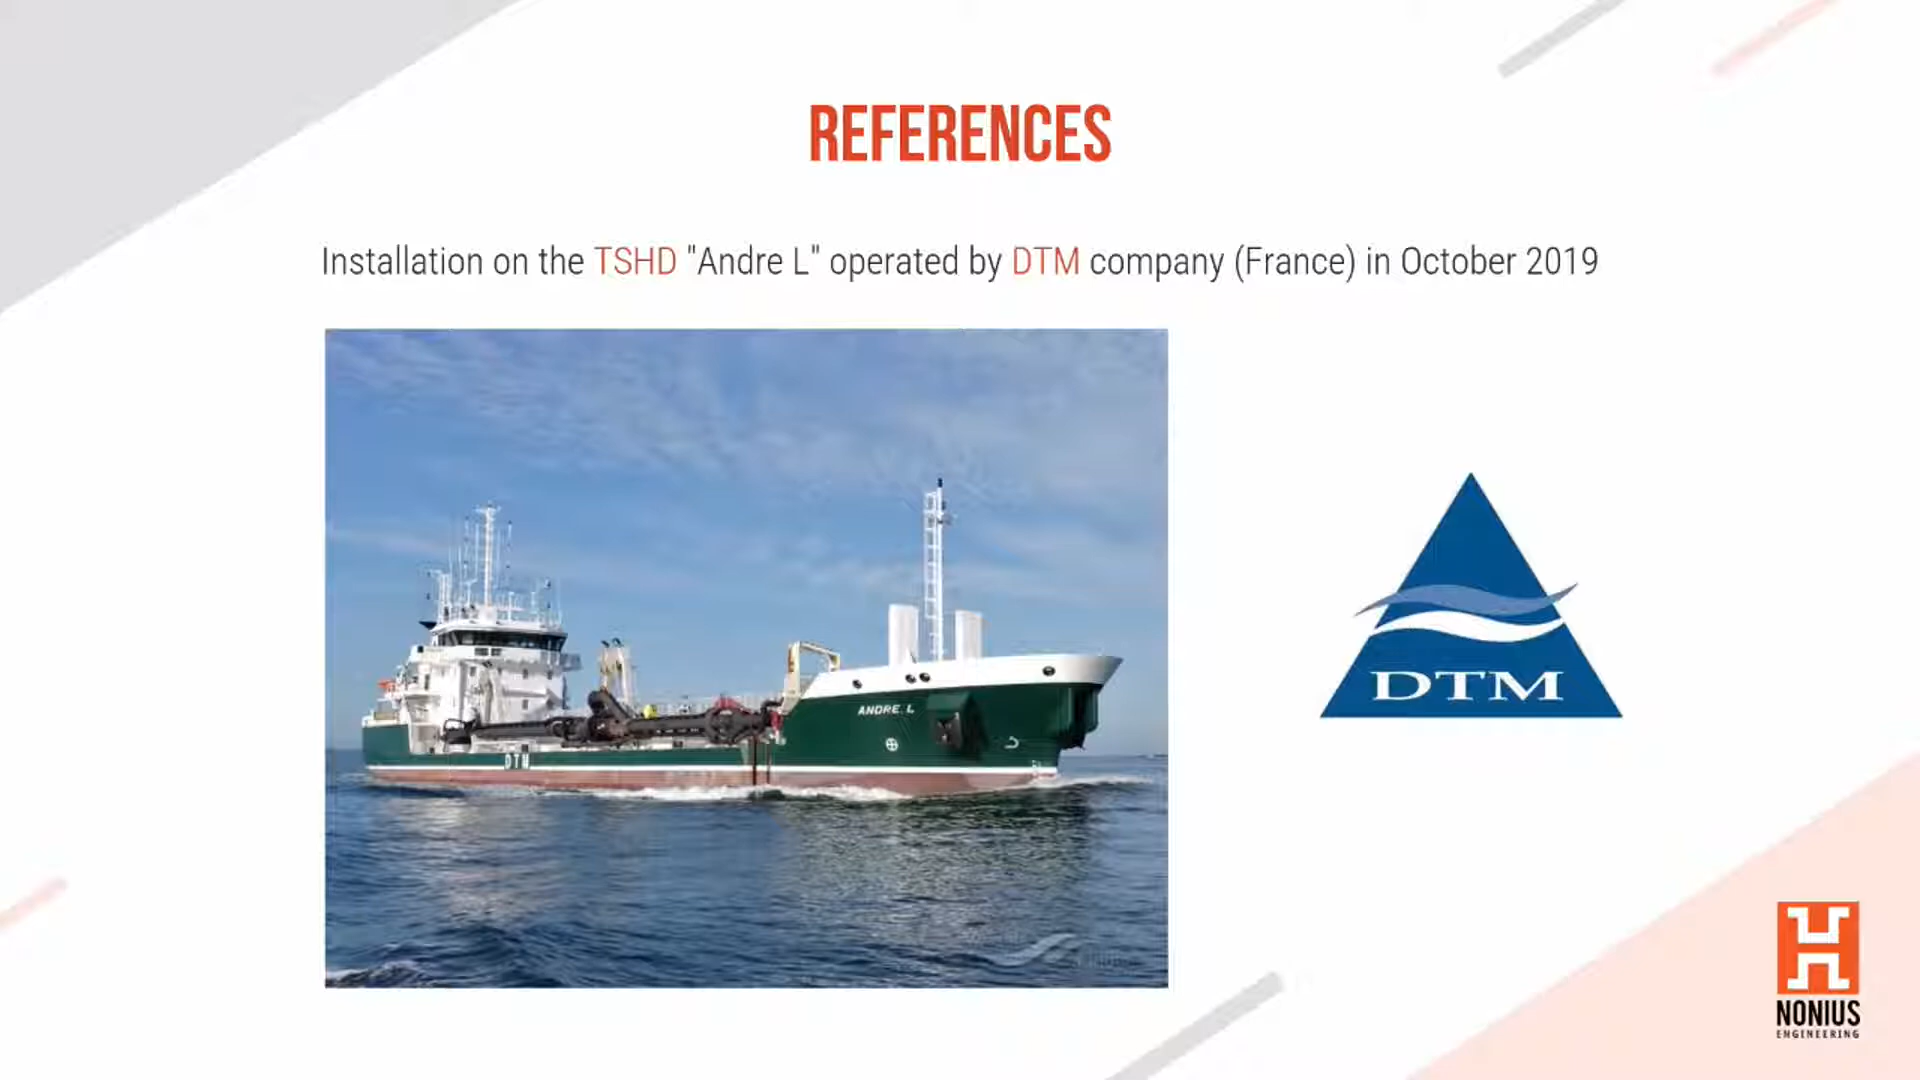 REFERENCES
Installation on the TSHD "Andre L" operated by DTM company (France) in October 2019
ANDRE. L
DTM
DTM
NONIUS
ENGINEERING